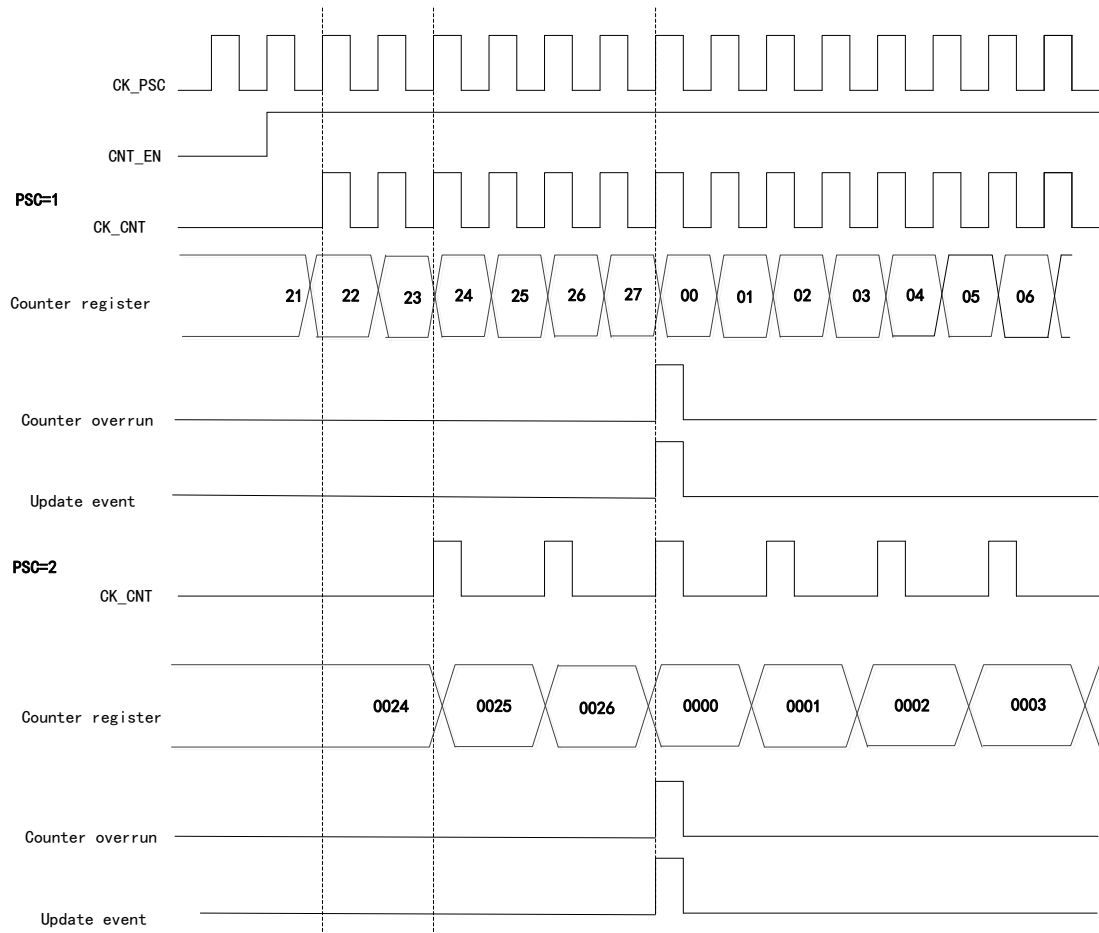 CK_PSC
CNT_EN
PSC=1
CK_CNT
Counter register 21 22 23 24 25 26 27 00 01 02 03 04 05 06
Counter overrun
Update event
PSC=2
CK_CNT
Counter register 0024 0025 0026 0000 0001 0002 0003
Counter overrun
Update event